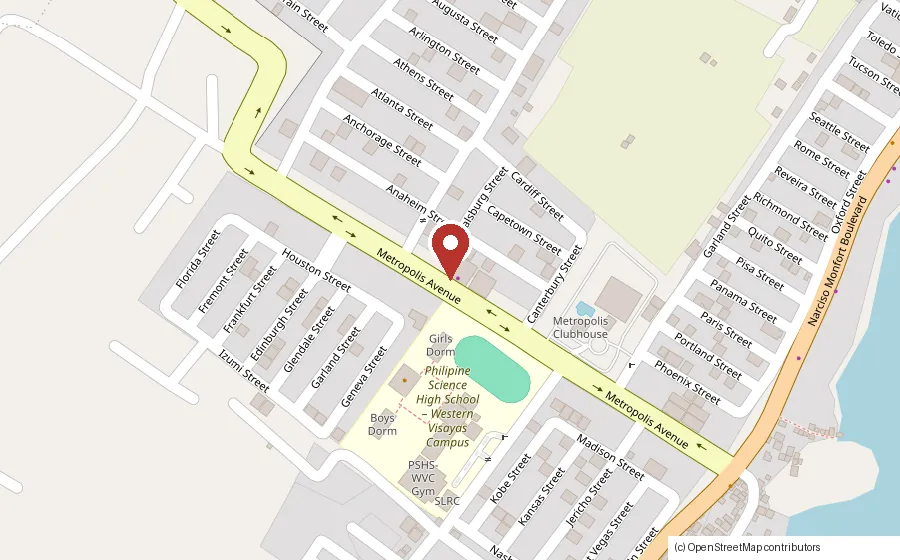 Augusta Street
Arlington Street
Athens Street
Atlanta Street
Anchorage Street
Anaheim Str
alsburg Street
Cardiff Street
Capetown Street
Canterbury Street
Toledo S
Tucson Street
Seattle Street
Rome Street
Reveira Street
Richmond Street
Oxford Street
Quito Street
Garland Street
Pisa Street
Panama Street
Paris Street
Portland Street
Phoenix Street
Narciso Monfort Boulevard
Metropolis Avenue
Metropolis
Clubhouse
Florida Street
Fremont Street
Frankfurt Street
Edinburgh Street
Glendale Street
Garland Street
Geneva Street
Houston Street
Izumi Street
Girls
Dorm
Philipine
Science
High School
– Western
Visayas
Campus
Boys
Dorm
PSHS-
WVC
Gym
SLRC
Metropolis Avenue
Madison Street
Kobe Street
Kansas Street
Jericho Street
t Vegas Street
(c) OpenStreetMap contributors